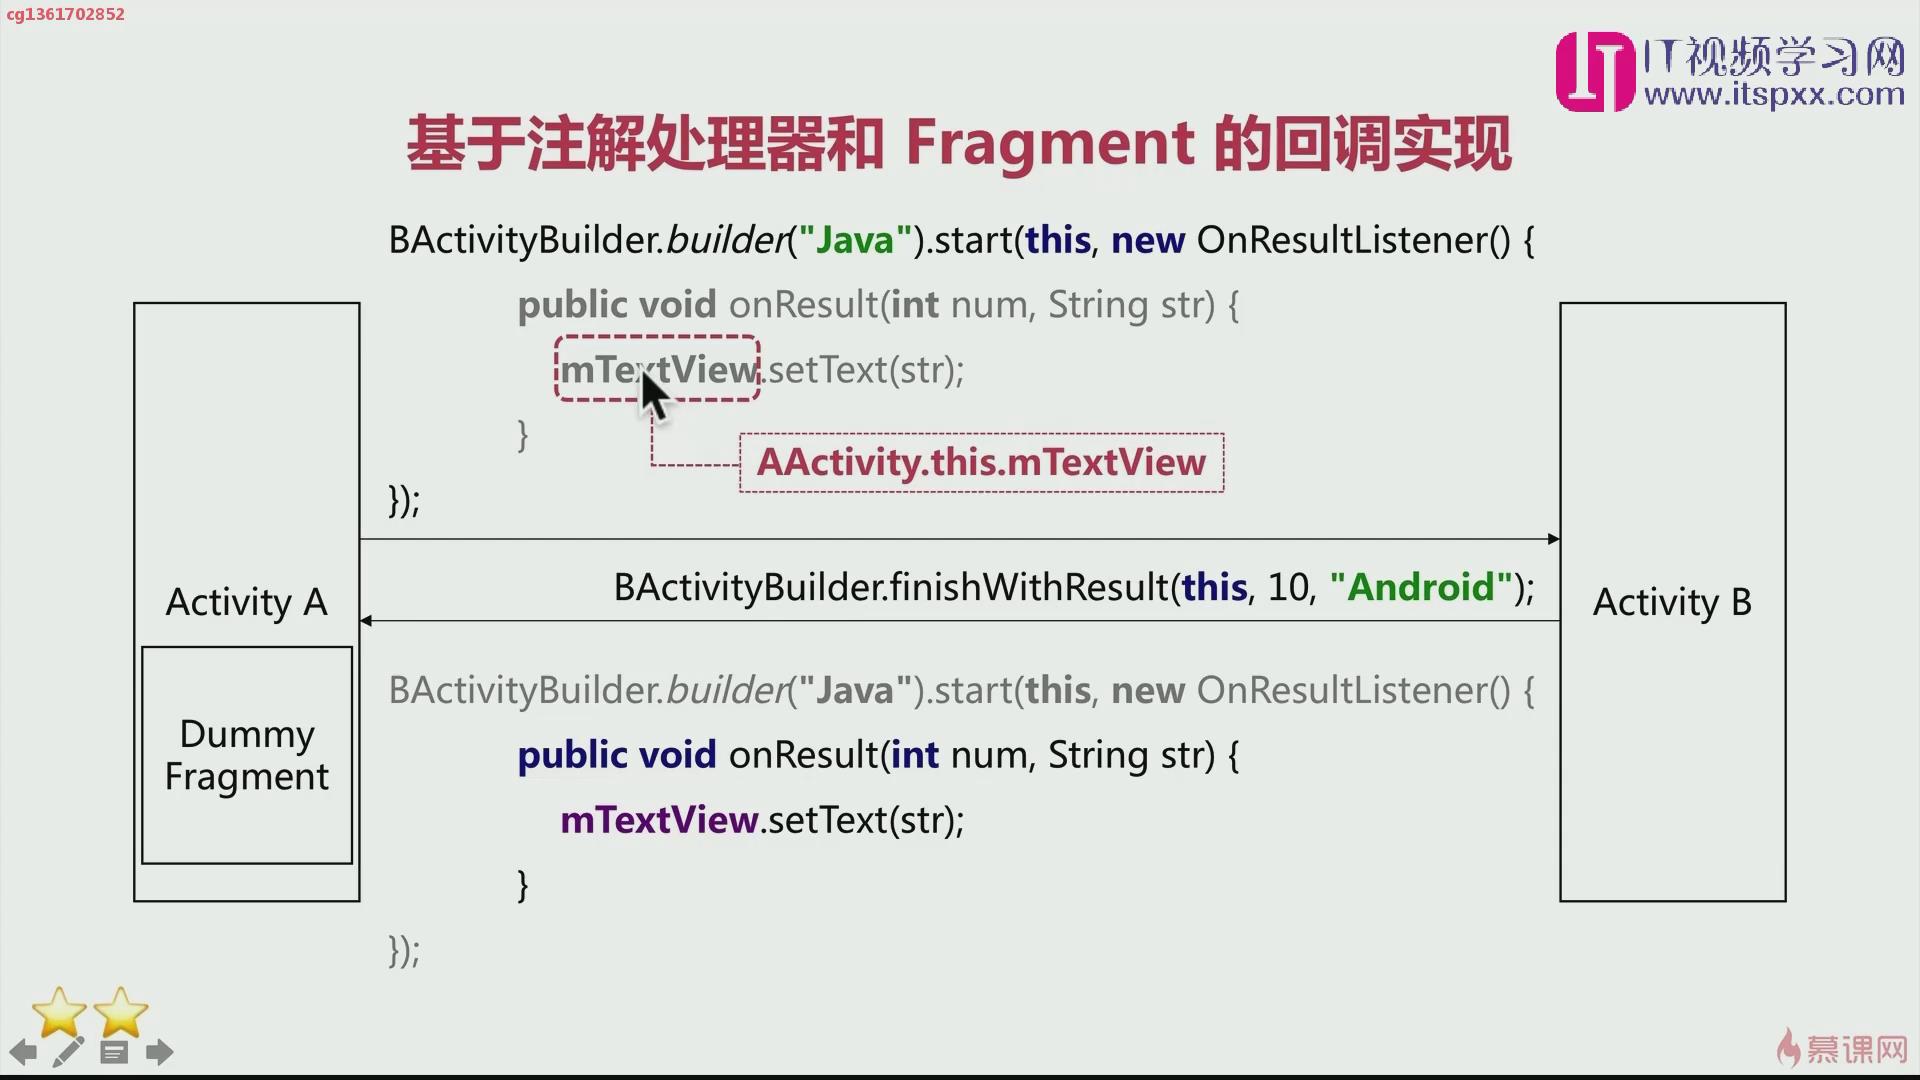 cg1361702852
IT视频学习网
www.itspxx.com
基于注解处理器和 Fragment 的回调实现
BActivityBuilder.builder("Java").start(this, new OnResultListener() {
public void onResult(int num, String str) {
mTextView.setText(str);
}
AActivity.this.mTextView
});
BActivityBuilder.finishWithResult(this, 10, "Android");
Activity A
Activity B
BActivityBuilder.builder("Java").start(this, new OnResultListener() {
Dummy
Fragment
public void onResult(int num, String str) {
mTextView.setText(str);
}
});
慕课网